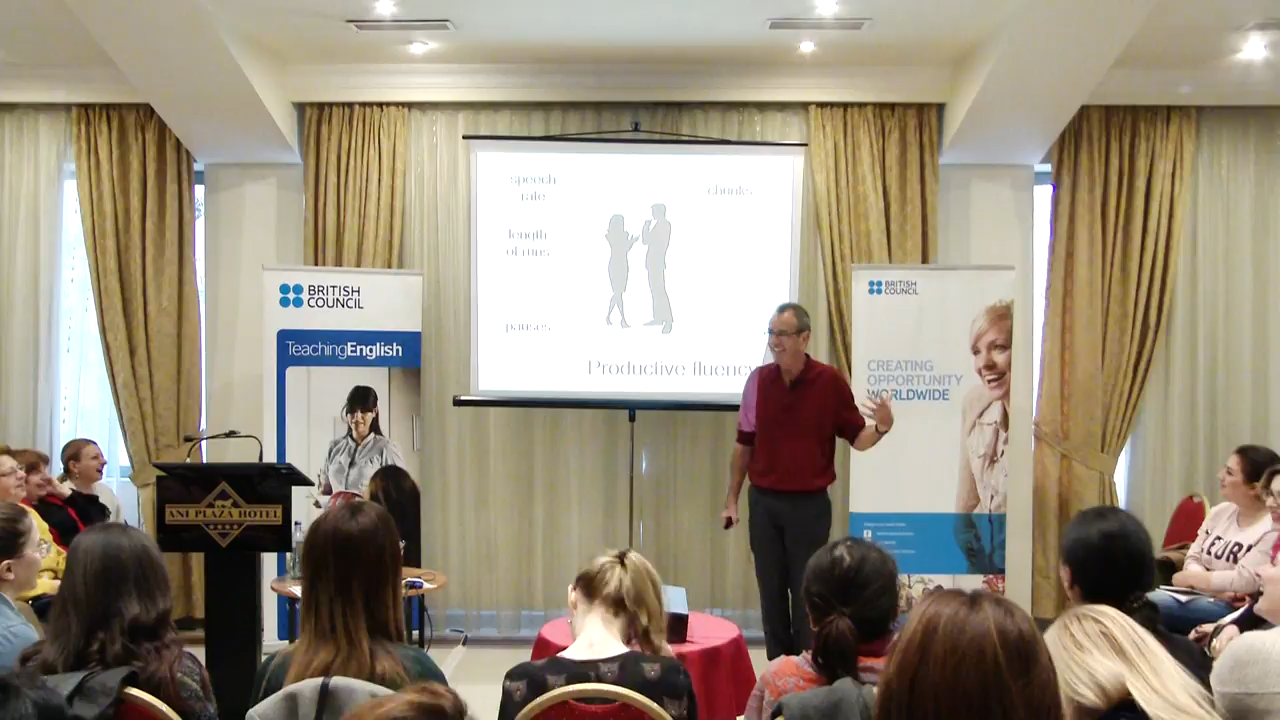 speech
rate
chunks
length
of runs
pauses
Productive fluency
BRITISH
COUNCIL
TeachingEnglish
BRITISH
COUNCIL
CREATING
OPPORTUNITY
WORLDWIDE
ANI PLAZA HOTEL